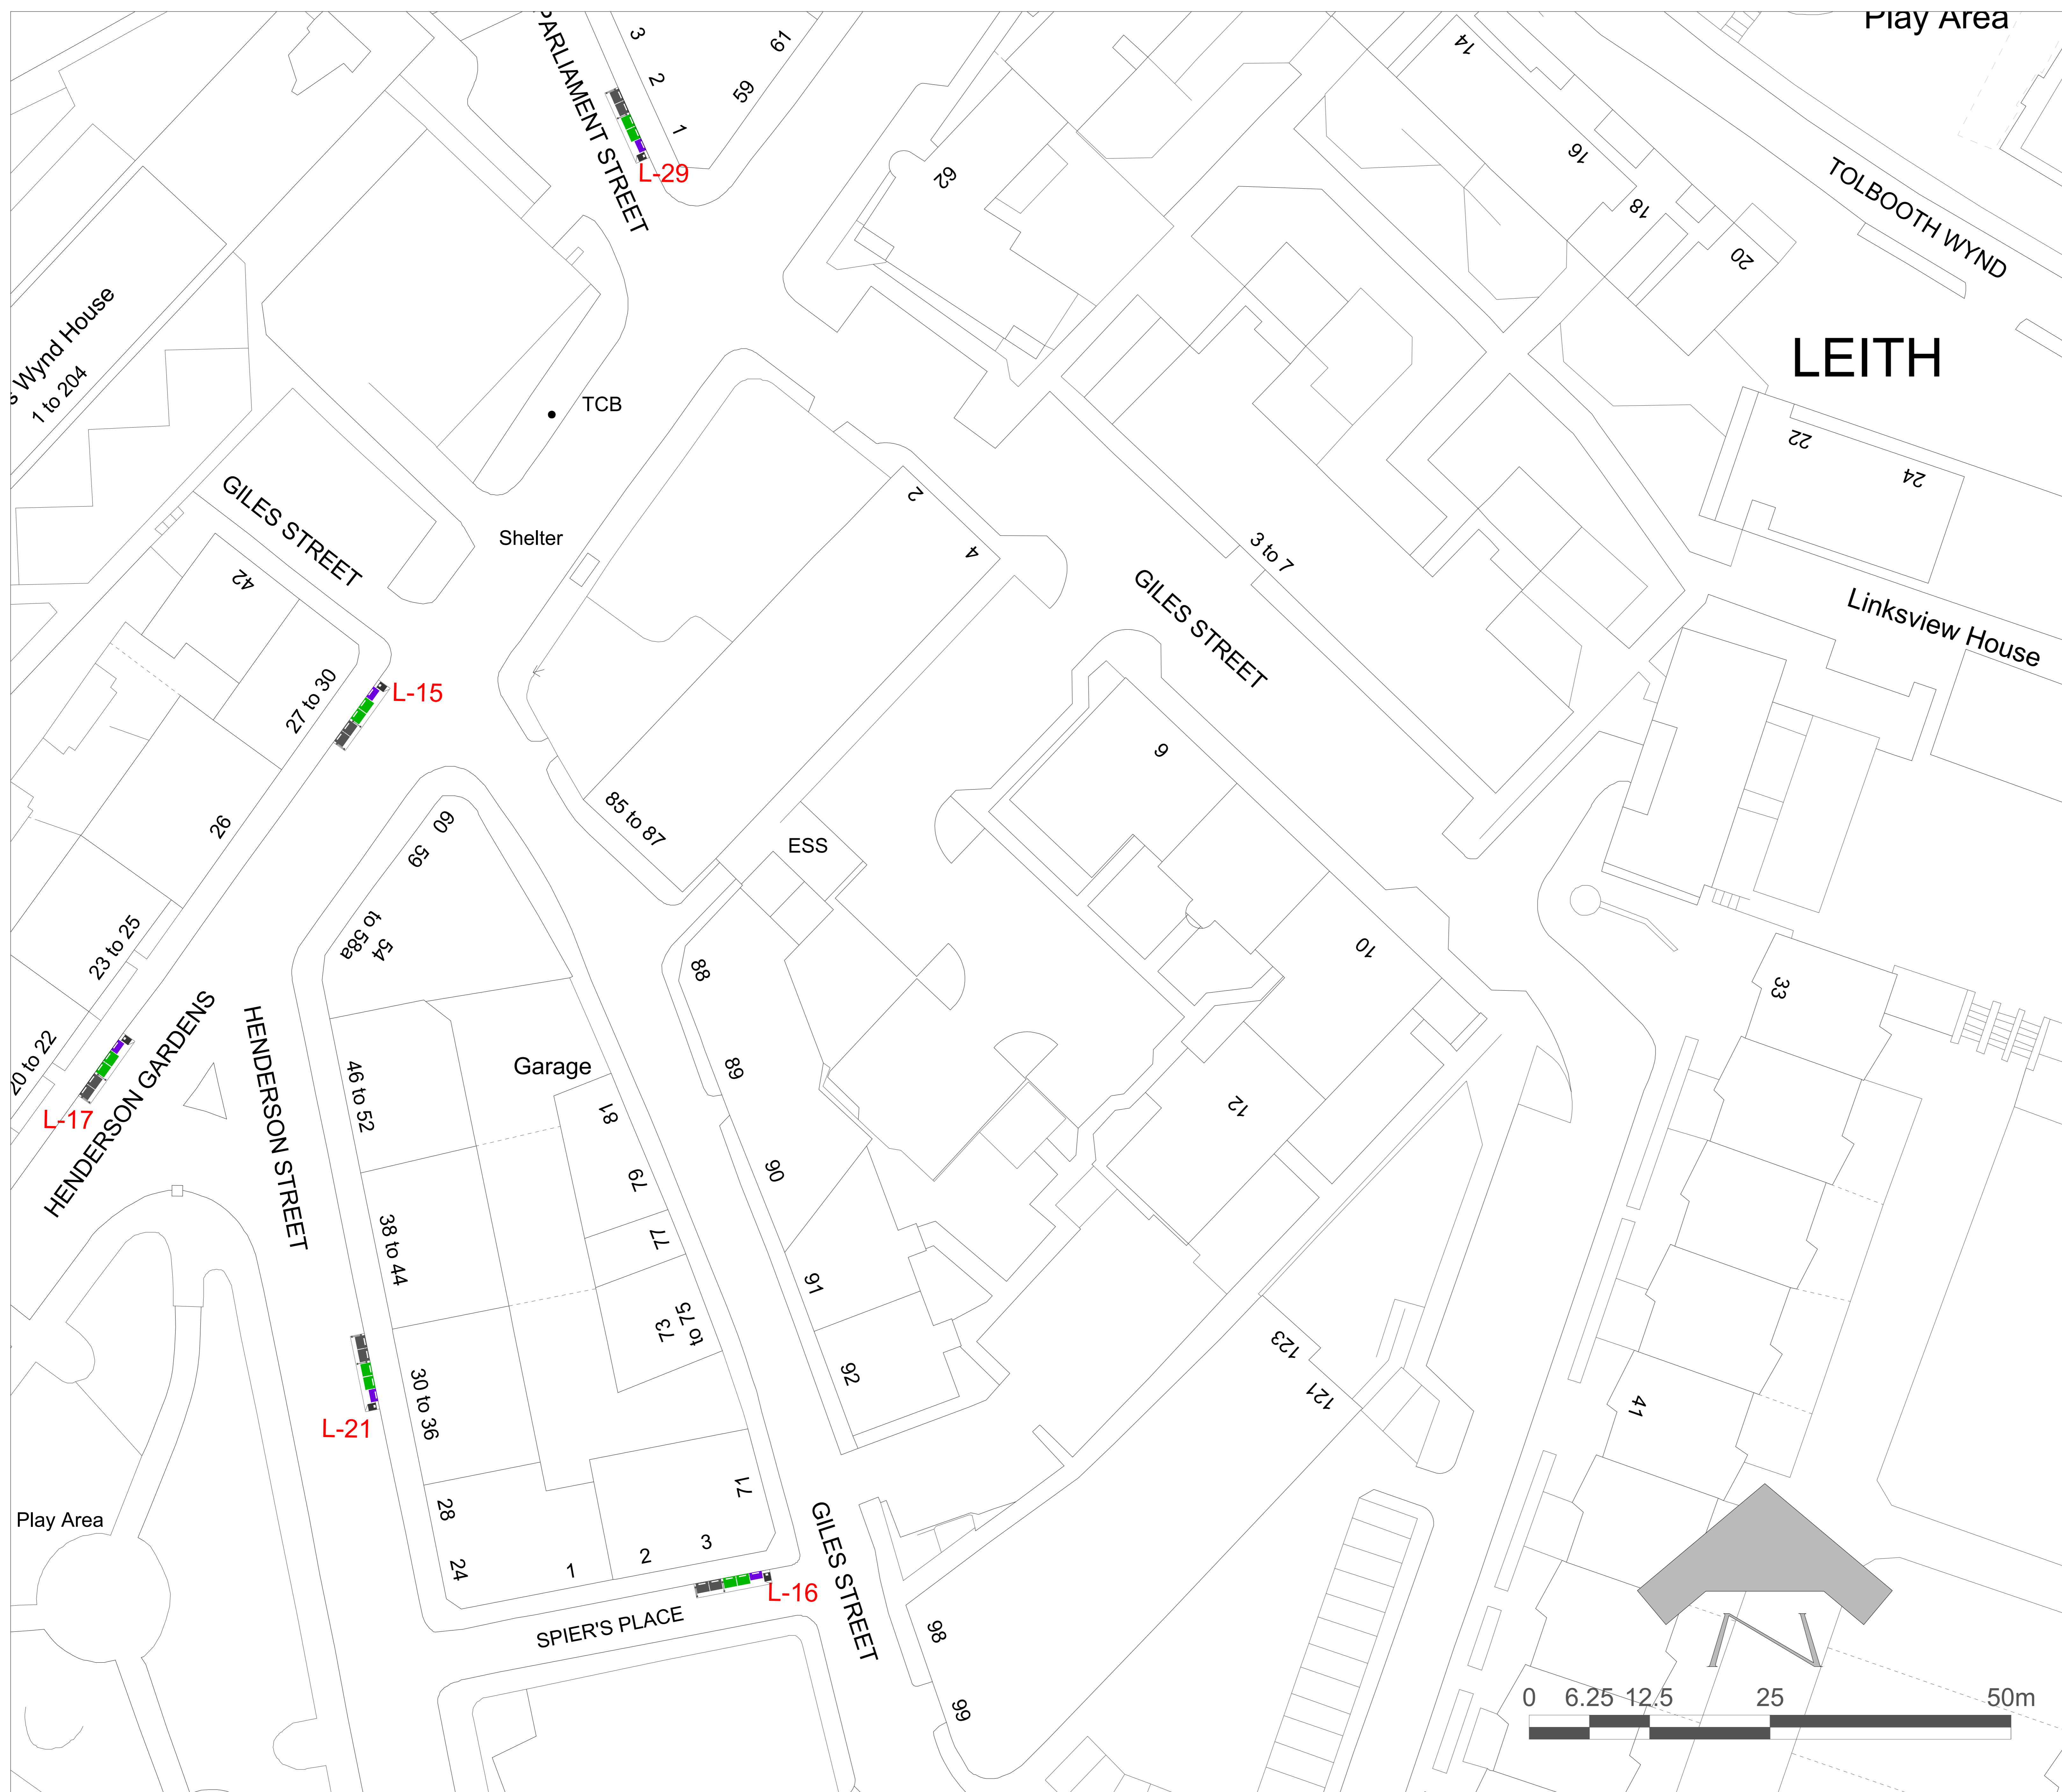 Play Area
PARLIAMENT STREET
3
2
1
61
59
L-29
62
14
16
18
20
TOLBOOTH WYND
LEITH
s Wynd House
1 to 204
TCB
22
24
GILES STREET
Shelter
2
4
3 to 7
GILES STREET
Linksview House
42
27 to 30
L-15
6
26
60
59
85 to 87
ESS
54
to 58a
23 to 25
88
10
33
20 to 22
L-17
HENDERSON GARDENS
HENDERSON STREET
46 to 52
Garage
89
81
12
79
90
77
38 to 44
91
73
to 75
92
123
121
41
30 to 36
L-21
28
24
71
Play Area
1
2
3
L-16
SPIER'S PLACE
GILES STREET
98
99
N
0 6.25 12.5 25 50m